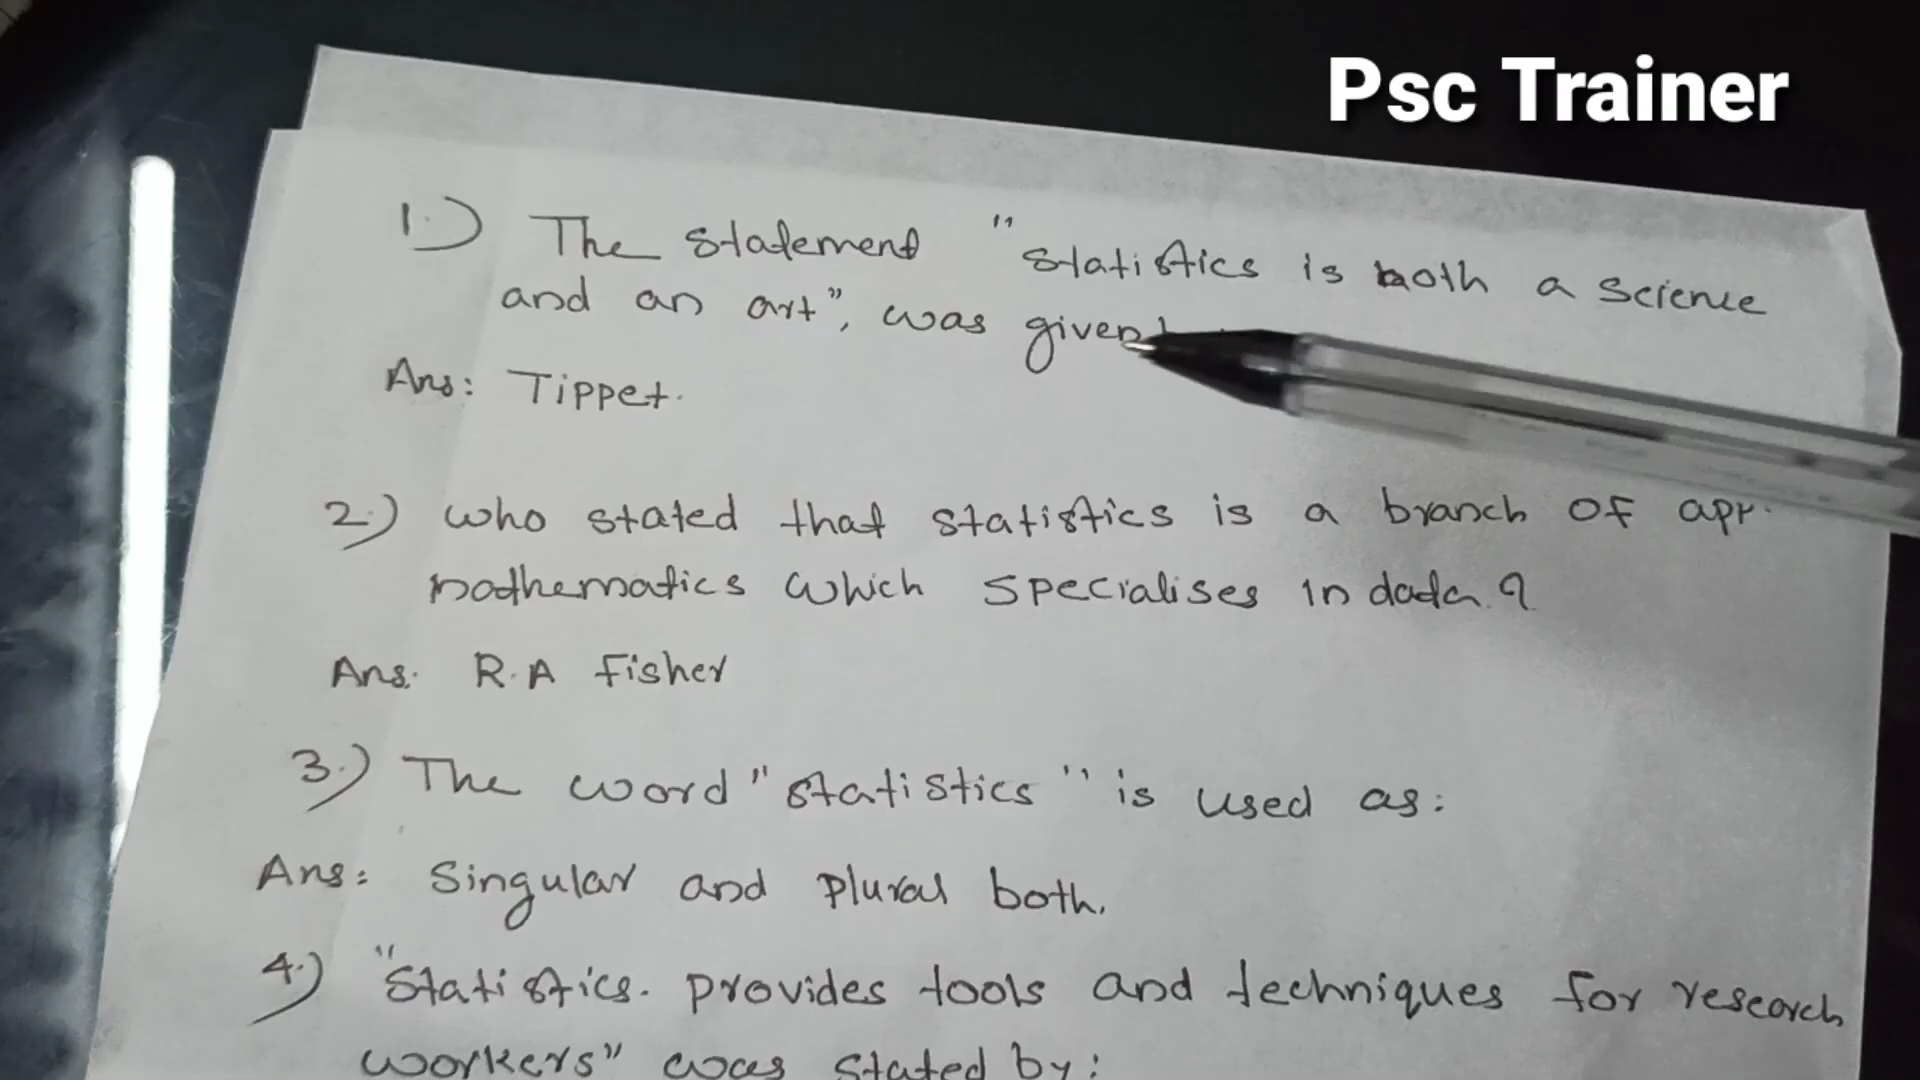 Psc Trainer
1.) The statement "statistics is both a science
and an art", was given
Ans: Tippet.
2.) who stated that statistics is a branch of
mathematics which specialises in data?
Ans. R.A Fisher
3.) The word "statistics" is used as:
Ans: Singular and plural both.
4.) "Statistics. provides tools and techniques for research
workers" was stated by: